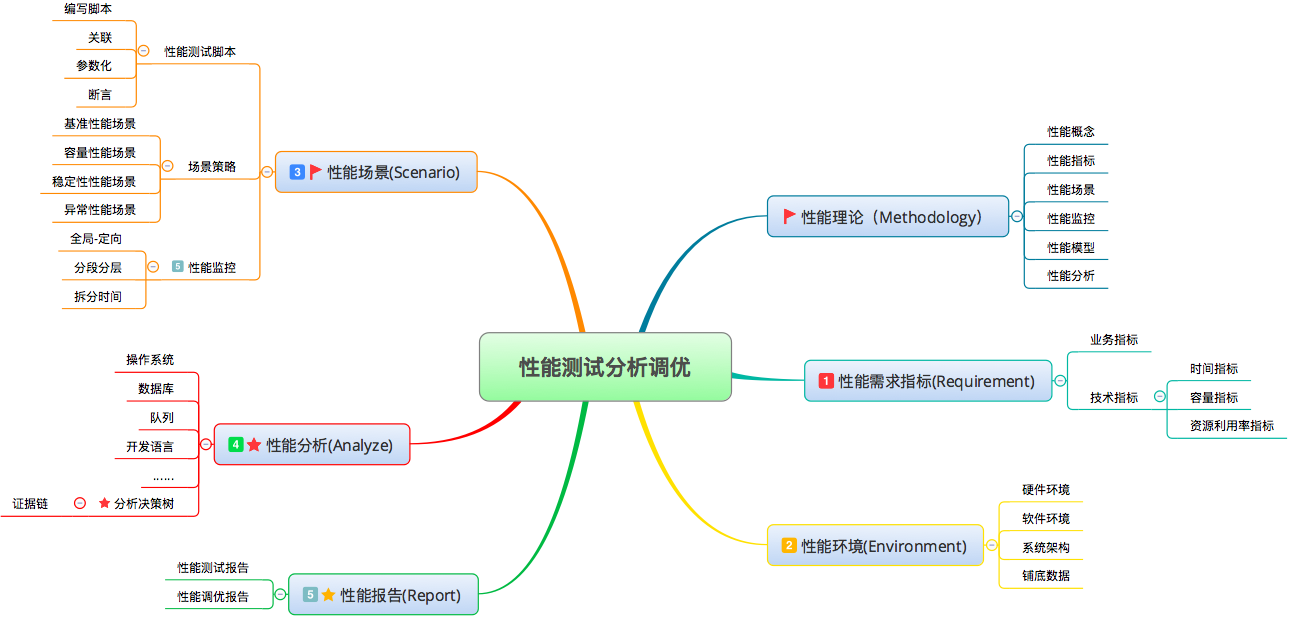 性能测试分析调优
性能理论（Methodology）
性能概念
性能指标
性能场景
性能监控
性能模型
性能分析
1 性能需求指标(Requirement)
业务指标
技术指标
时间指标
容量指标
资源利用率指标
2 性能环境(Environment)
硬件环境
软件环境
系统架构
铺底数据
3 性能场景(Scenario)
性能测试脚本
编写脚本
关联
参数化
断言
场景策略
基准性能场景
容量性能场景
稳定性性能场景
异常性能场景
5 性能监控
全局-定向
分段分层
拆分时间
4 性能分析(Analyze)
操作系统
数据库
队列
开发语言
......
分析决策树
证据链
5 性能报告(Report)
性能测试报告
性能调优报告